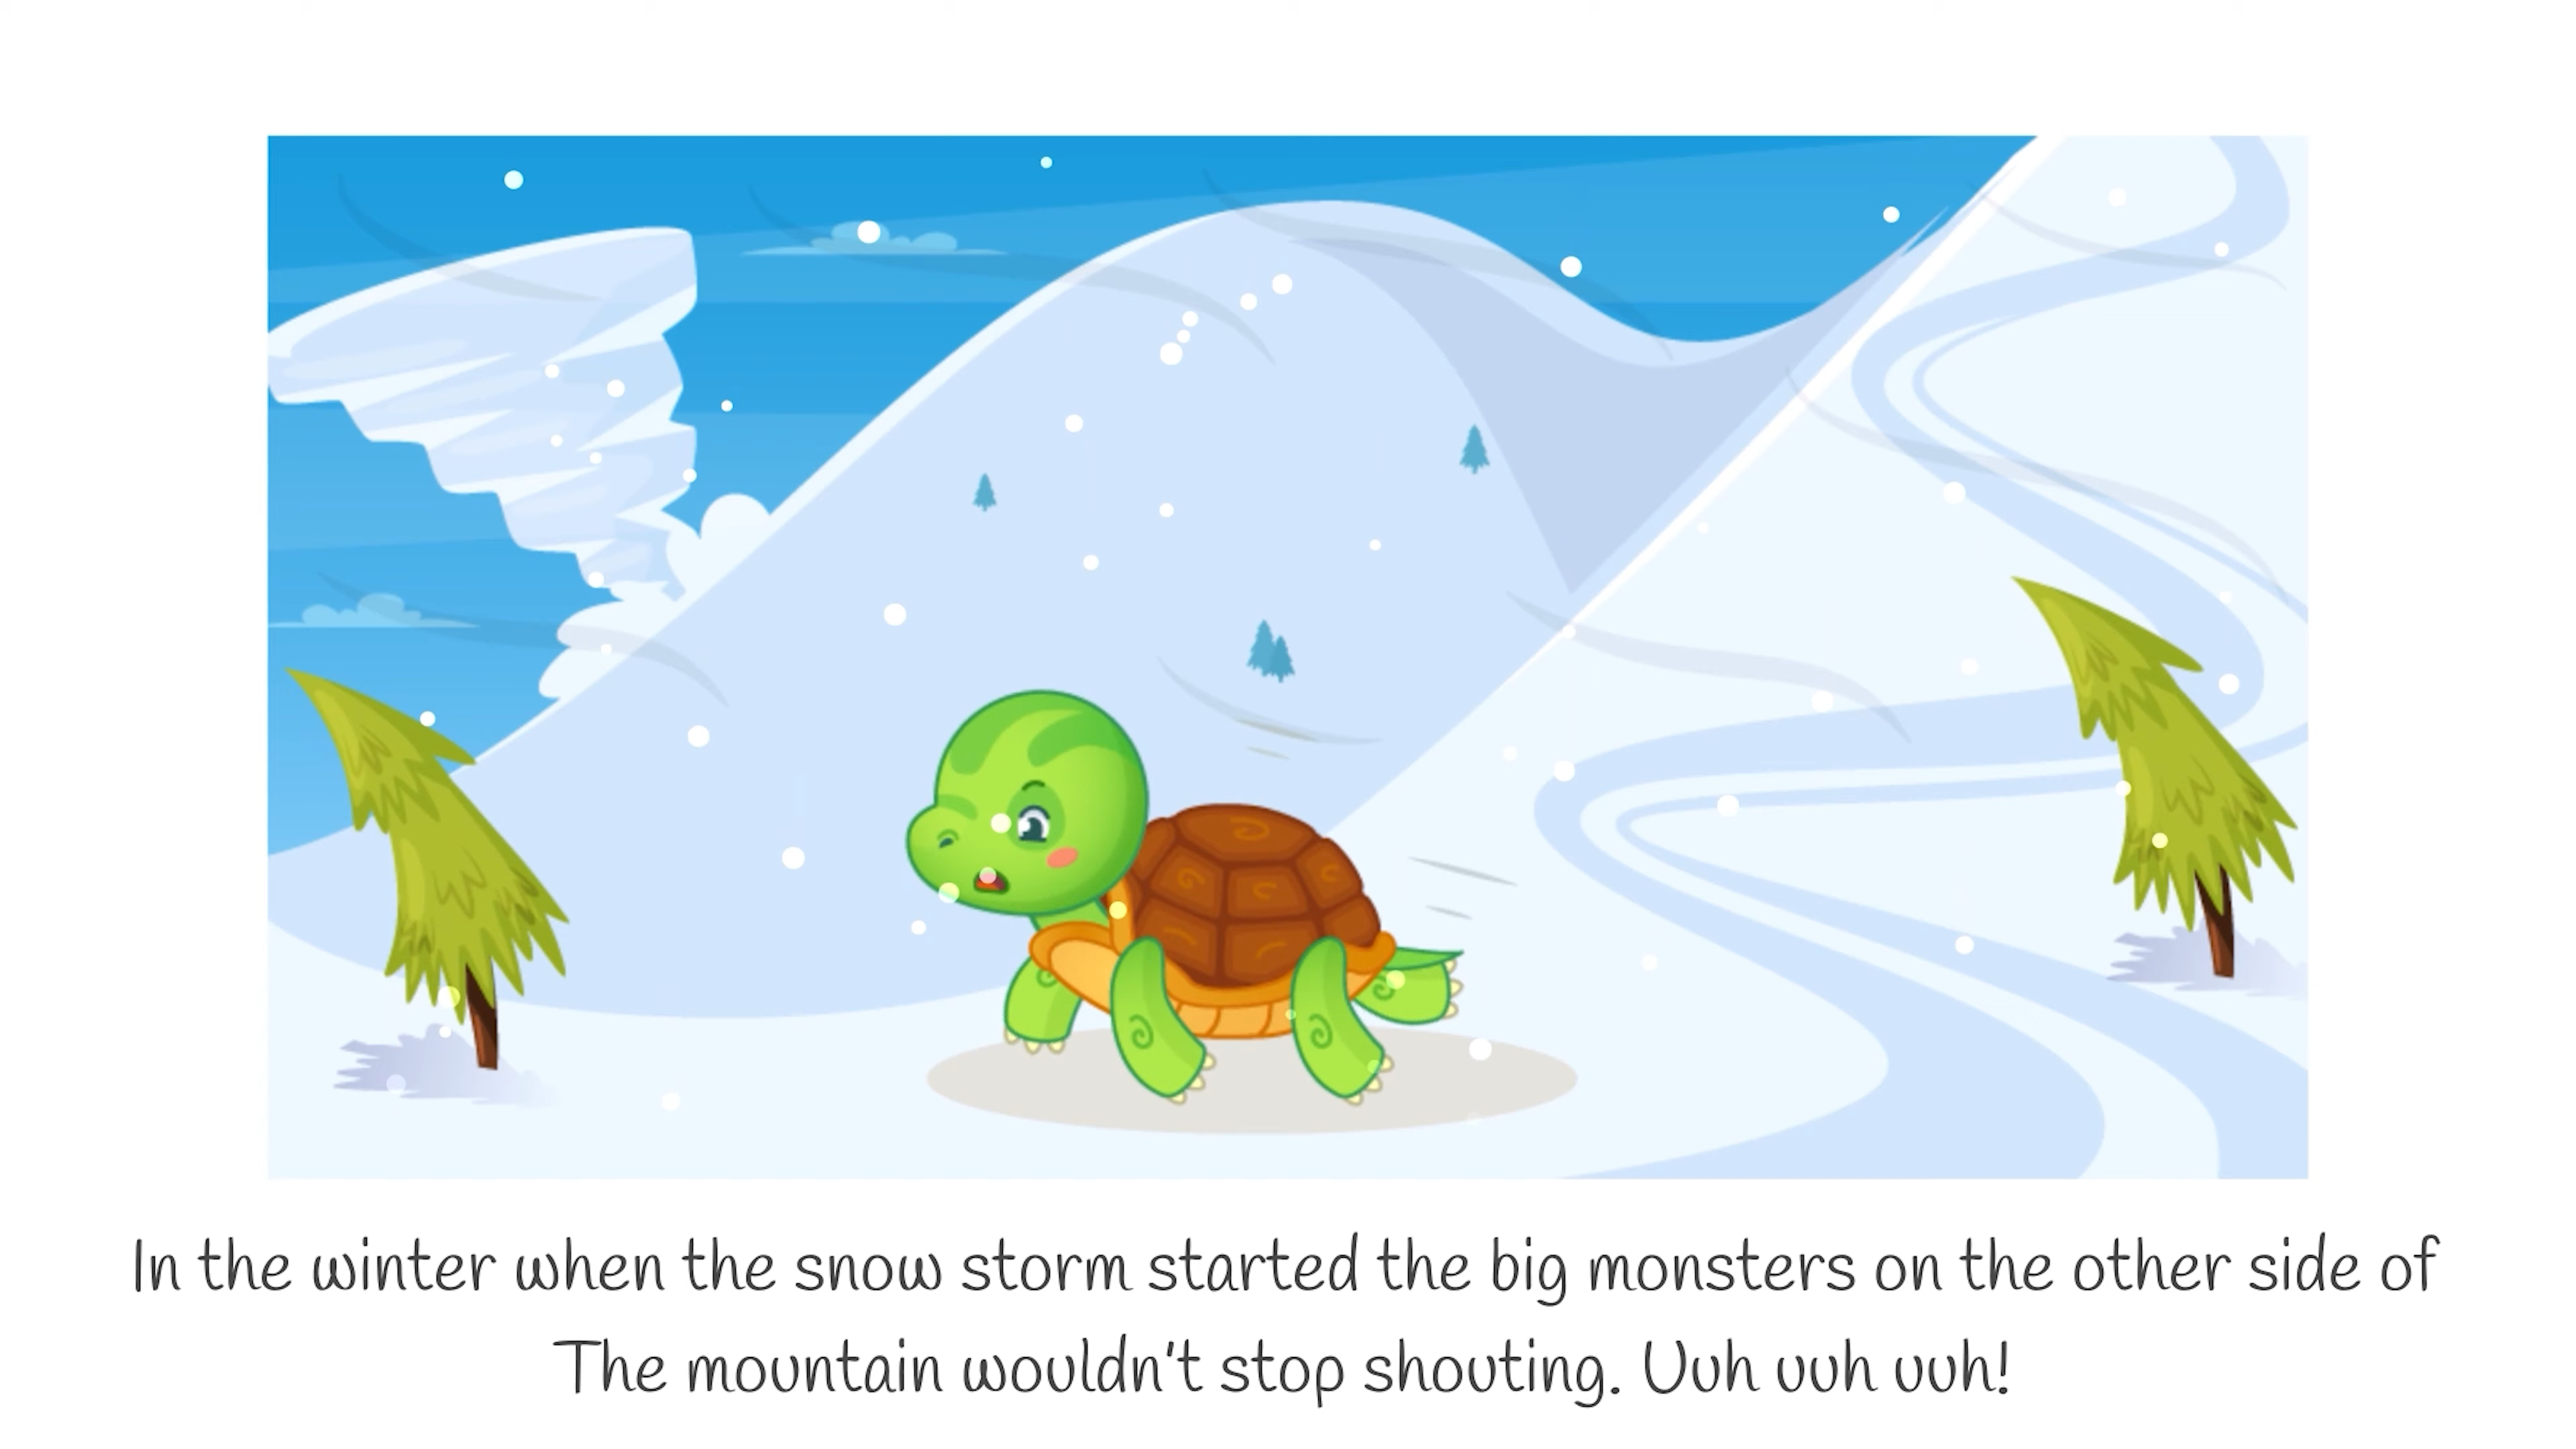 In the winter when the snow storm started the big monsters on the other side of
The mountain wouldn't stop shouting. Uuh uuh uuh!